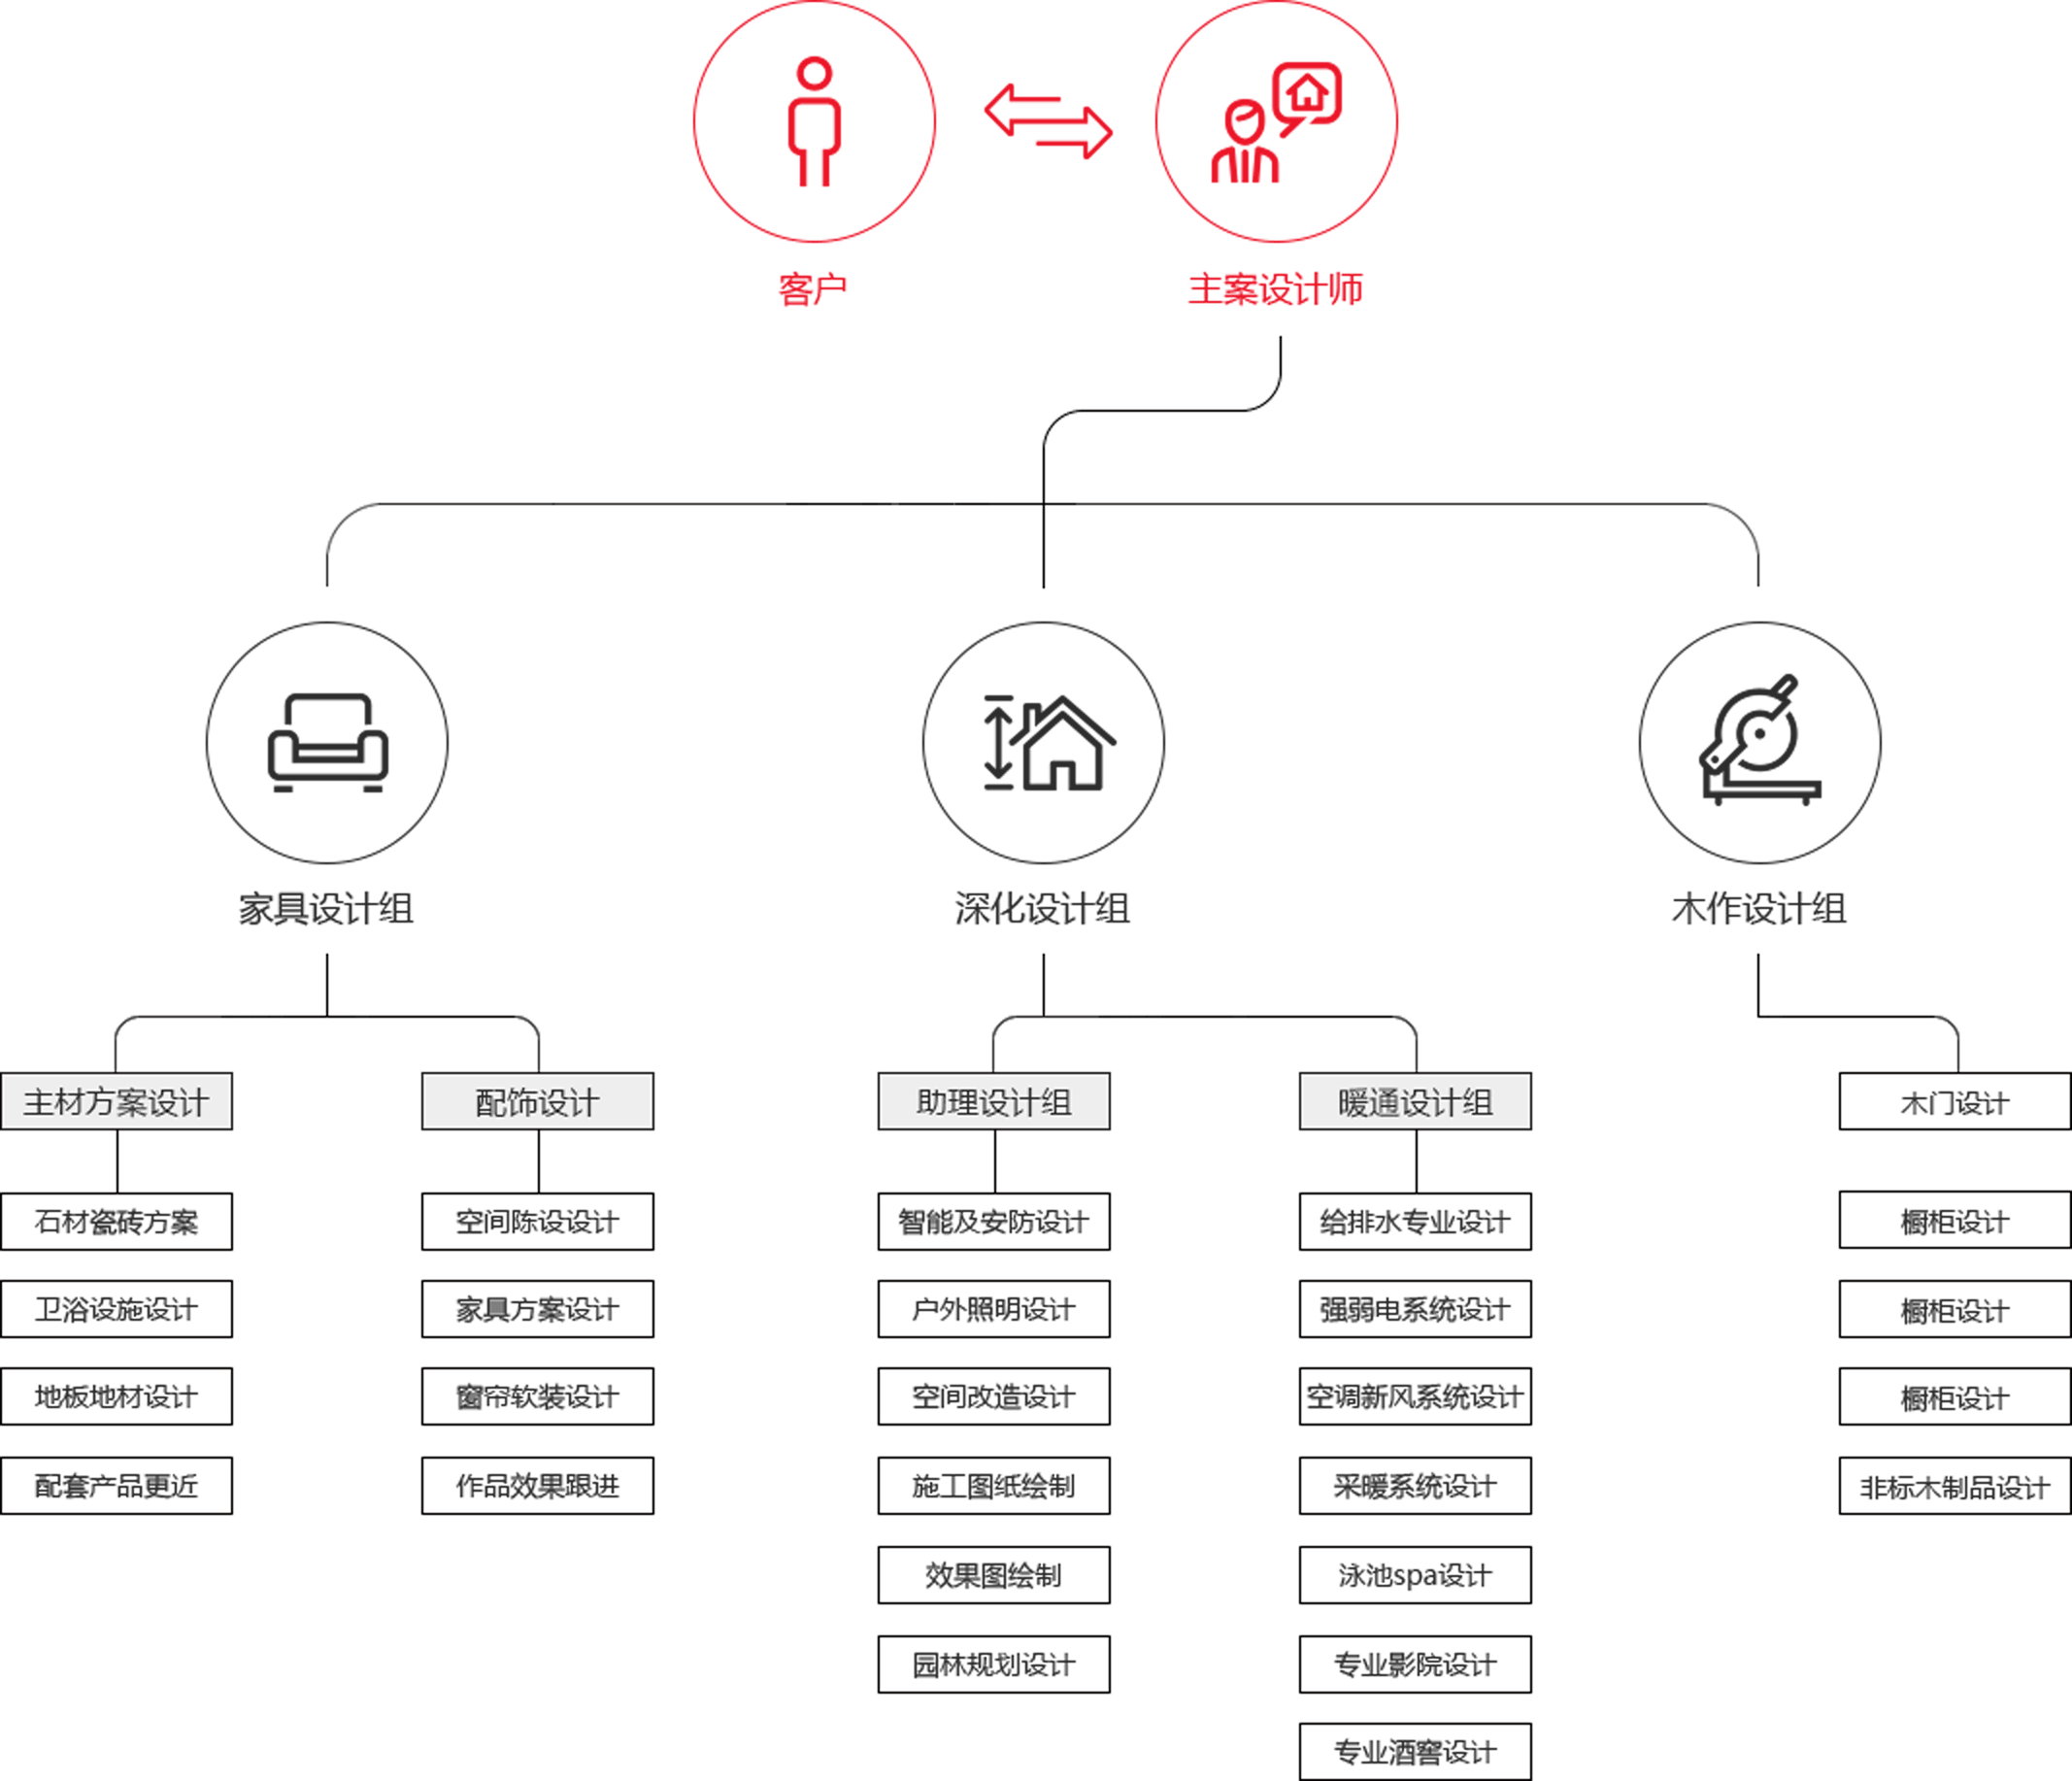 客户
主案设计师
家具设计组
深化设计组
木作设计组
主材方案设计
配饰设计
助理设计组
暖通设计组
木门设计
石材瓷砖方案
空间陈设设计
智能及安防设计
给排水专业设计
橱柜设计
卫浴设施设计
家具方案设计
户外照明设计
强弱电系统设计
橱柜设计
地板地材设计
窗帘软装设计
空间改造设计
空调新风系统设计
橱柜设计
配套产品更近
作品效果跟进
施工图纸绘制
采暖系统设计
非标木制品设计
效果图绘制
泳池spa设计
园林规划设计
专业影院设计
专业酒窖设计